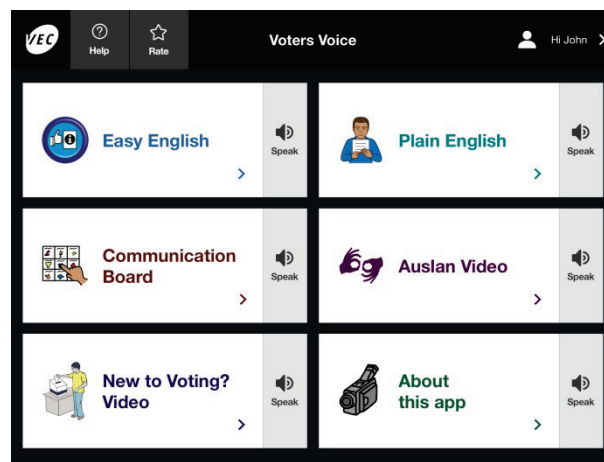 VEC
Help
Rate
Voters Voice
Hi John
Easy English
Speak
Plain English
Speak
Communication
Board
Speak
Auslan Video
Speak
New to Voting?
Video
Speak
About
this app
Speak